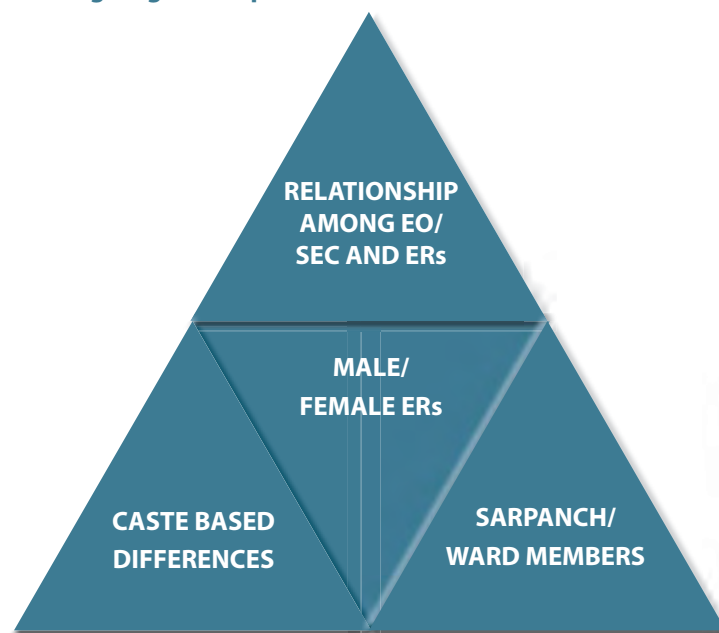 RELATIONSHIP
AMONG EO/
SEC AND ERs
MALE/
FEMALE ERs
CASTE BASED
DIFFERENCES
SARPANCH/
WARD MEMBERS